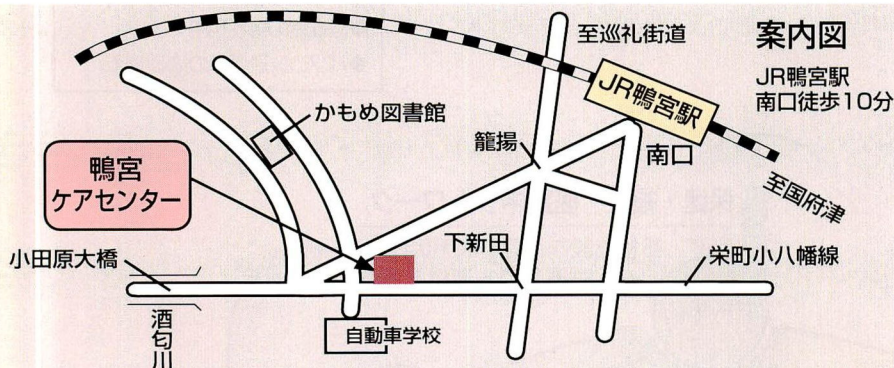 案内図
JR鴨宮駅
南口徒歩10分
至巡礼街道
JR鴨宮駅
かもめ図書館
籠揚
南口
鴨宮
ケアセンター
至国府津
下新田
小田原大橋
栄町小八幡線
酒匂川
自動車学校